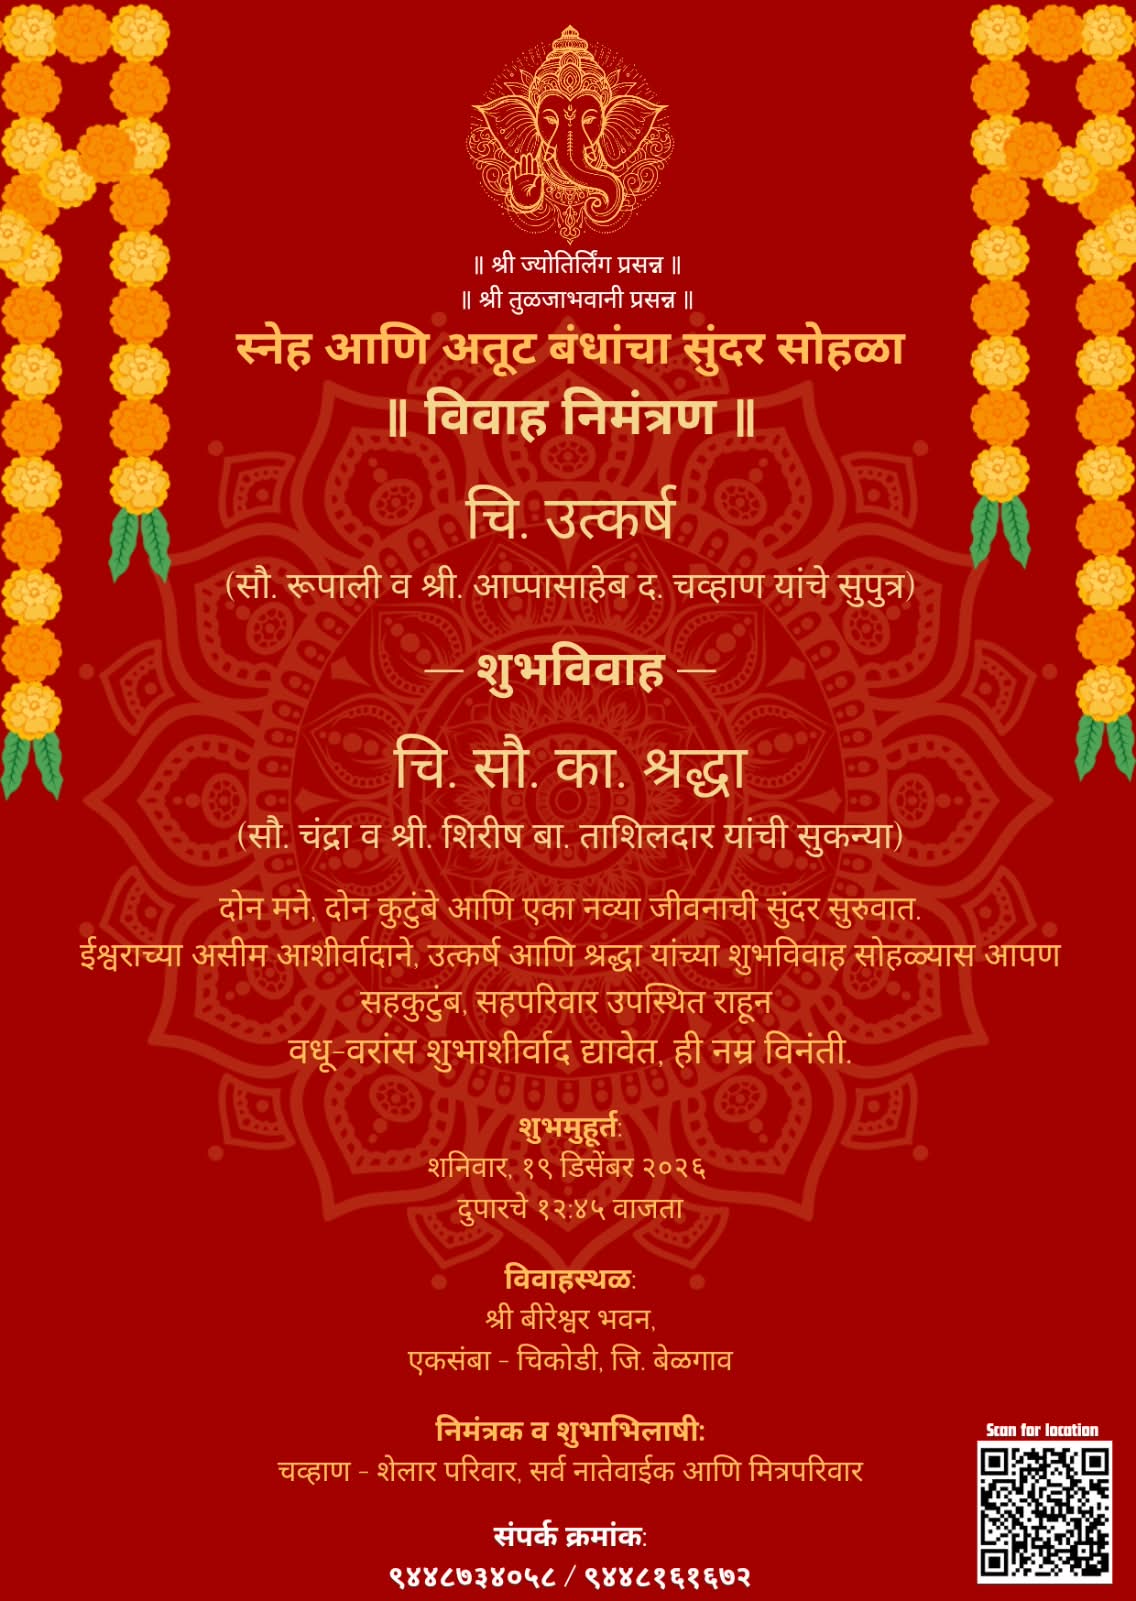 ॥ श्री ज्योतिर्लिंग प्रसन्न ॥
॥ श्री तुळजाभवानी प्रसन्न ॥
स्नेह आणि अतूट बंधांचा सुंदर सोहळा
॥ विवाह निमंत्रण ॥
चि. उत्कर्ष
(सौ. रूपाली व श्री. आप्पासाहेब द. चव्हाण यांचे सुपुत्र)
— शुभविवाह —
चि. सौ. का. श्रद्धा
(सौ. चंद्रा व श्री. शिरीष बा. ताशिलदार यांची सुकन्या)
दोन मने, दोन कुटुंबे आणि एका नव्या जीवनाची सुंदर सुरुवात.
ईश्वराच्या असीम आशीर्वादाने, उत्कर्ष आणि श्रद्धा यांच्या शुभविवाह सोहळ्यास आपण
सहकुटुंब, सहपरिवार उपस्थित राहून
वधू-वरांस शुभाशीर्वाद द्यावेत, ही नम्र विनंती.
शुभमुहूर्त:
शनिवार, १९ डिसेंबर २०२६
दुपारचे १२:४५ वाजता
विवाहस्थळ:
श्री बीरेश्वर भवन,
एकसंबा - चिकोडी, जि. बेळगाव
निमंत्रक व शुभाभिलाषी:
चव्हाण - शेलार परिवार, सर्व नातेवाईक आणि मित्रपरिवार
Scan for location
संपर्क क्रमांक:
९४४८७३४०५८ / ९४४८१६१६७२